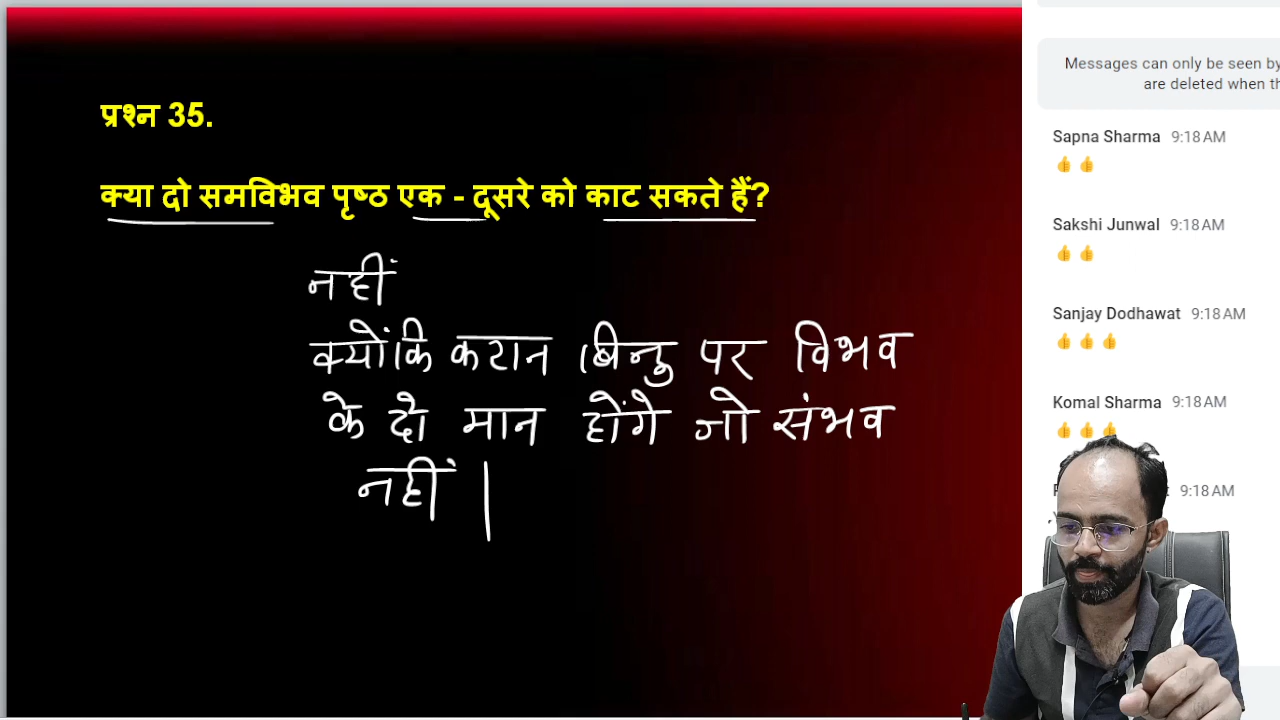 प्रश्न 35.
क्या दो समविभव पृष्ठ एक - दूसरे को काट सकते हैं?
नहीं
क्योंकि कटान बिन्दु पर विभव
के दो मान होंगे जो संभव
नहीं |
Messages can only be seen by
are deleted when th
Sapna Sharma 9:18 AM
👍👍
Sakshi Junwal 9:18 AM
👍👍
Sanjay Dodhawat 9:18 AM
👍👍👍
Komal Sharma 9:18 AM
👍👍👍
9:18 AM